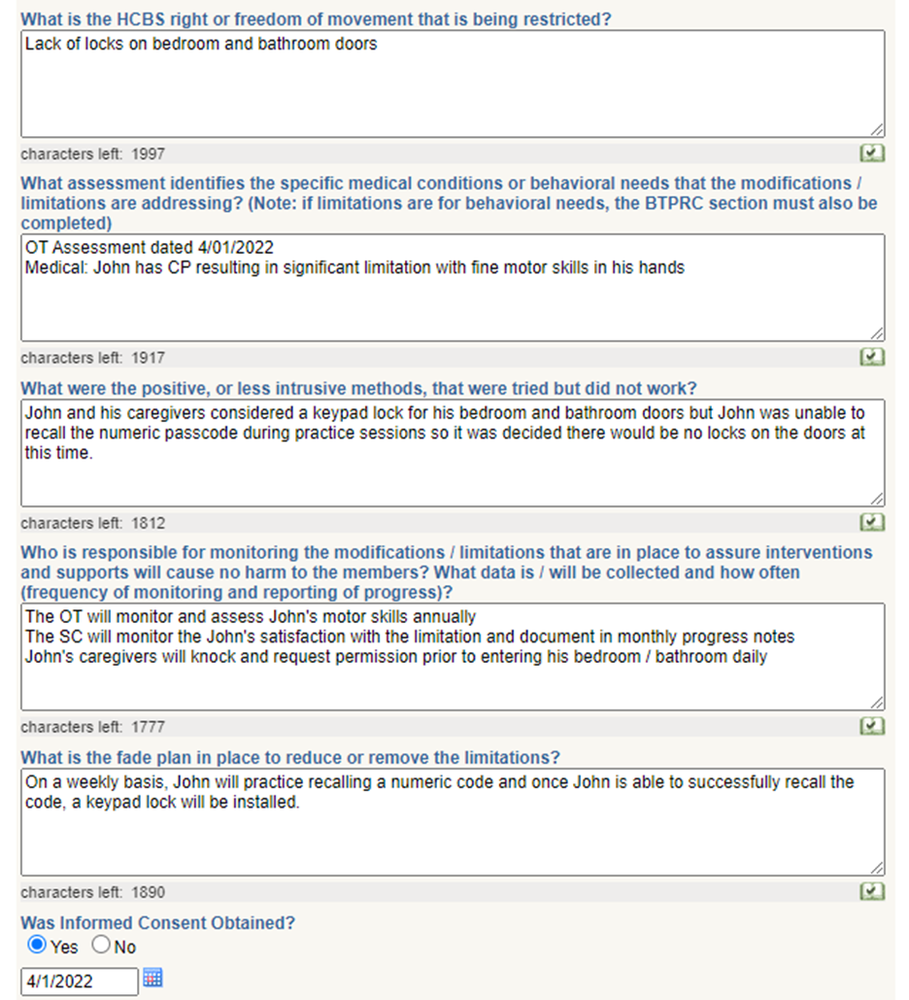 What is the HCBS right or freedom of movement that is being restricted?
Lack of locks on bedroom and bathroom doors
characters left: 1997
What assessment identifies the specific medical conditions or behavioral needs that the modifications /
limitations are addressing? (Note: if limitations are for behavioral needs, the BTPRC section must also be
completed)
OT Assessment dated 4/01/2022
Medical: John has CP resulting in significant limitation with fine motor skills in his hands
characters left: 1917
What were the positive, or less intrusive methods, that were tried but did not work?
John and his caregivers considered a keypad lock for his bedroom and bathroom doors but John was unable to
recall the numeric passcode during practice sessions so it was decided there would be no locks on the doors at
this time.
characters left: 1812
Who is responsible for monitoring the modifications / limitations that are in place to assure interventions
and supports will cause no harm to the members? What data is / will be collected and how often
(frequency of monitoring and reporting of progress)?
The OT will monitor and assess John's motor skills annually
The SC will monitor the John's satisfaction with the limitation and document in monthly progress notes
John's caregivers will knock and request permission prior to entering his bedroom / bathroom daily
characters left: 1777
What is the fade plan in place to reduce or remove the limitations?
On a weekly basis, John will practice recalling a numeric code and once John is able to successfully recall the
code, a keypad lock will be installed.
characters left: 1890
Was Informed Consent Obtained?
Yes No
4/1/2022